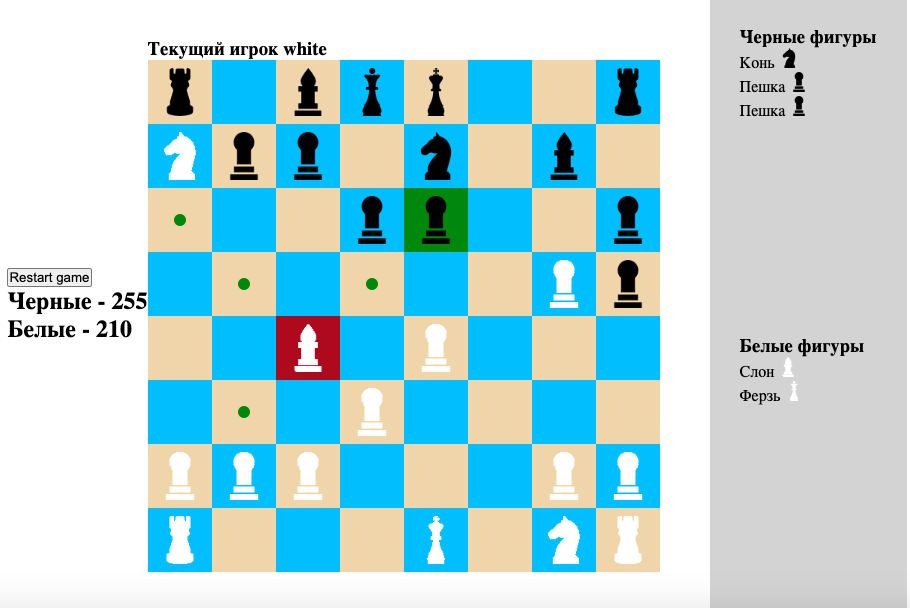 Текущий игрок white
Restart game
Черные - 255
Белые - 210
Черные фигуры
Конь
Пешка
Пешка
Белые фигуры
Слон
Ферзь